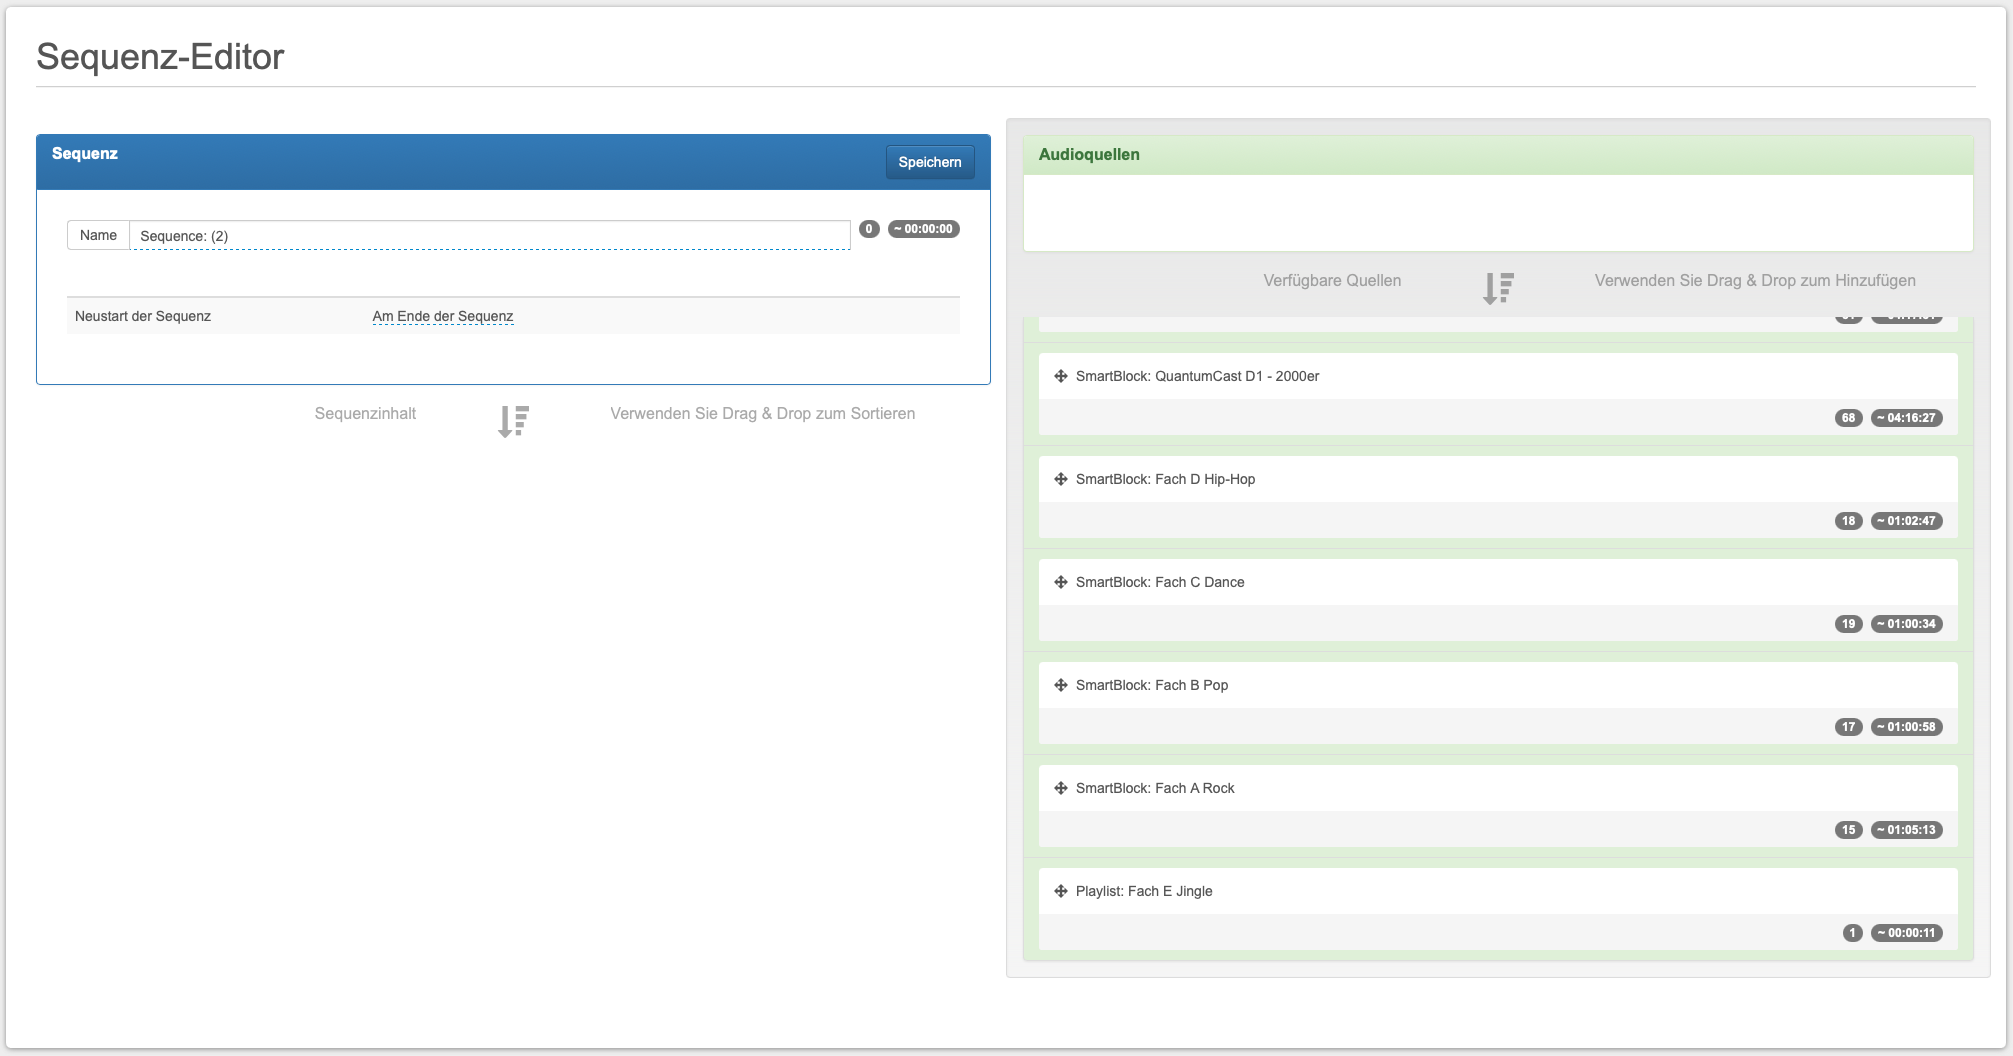 Sequenz-Editor
Sequenz
Speichern
Name
Sequence: (2)
0
~ 00:00:00
Neustart der Sequenz
Am Ende der Sequenz
Sequenzinhalt
Verwenden Sie Drag & Drop zum Sortieren
Audioquellen
Verfügbare Quellen
Verwenden Sie Drag & Drop zum Hinzufügen
SmartBlock: QuantumCast D1 - 2000er
68
~ 04:16:27
SmartBlock: Fach D Hip-Hop
18
~ 01:02:47
SmartBlock: Fach C Dance
19
~ 01:00:34
SmartBlock: Fach B Pop
17
~ 01:00:58
SmartBlock: Fach A Rock
15
~ 01:05:13
Playlist: Fach E Jingle
1
~ 00:00:11